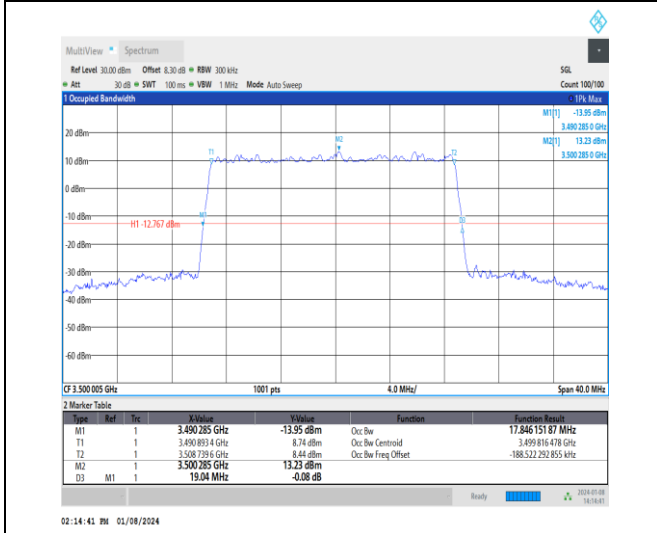 MultiView Spectrum
Ref Level 30.00 dBm Offset 8.30 dB RBW 300 kHz SGL
Att 30 dB SWT 100 ms VBW 1 MHz Mode Auto Sweep Count 100/100
1 Occupied Bandwidth 1Pk Max
M1[1] -13.95 dBm
3.490 285 0 GHz
20 dBm
M2[1] 13.23 dBm
3.500 285 0 GHz
M2
T1 T2
10 dBm
0 dBm
-10 dBm
M1
D3
H1 -12.767 dBm
-20 dBm
-30 dBm
-40 dBm
-50 dBm
-60 dBm
CF 3.500 005 GHz 1001 pts 4.0 MHz/ Span 40.0 MHz
2 Marker Table
Type Ref Trc X-Value Y-Value Function Function Result
M1 1 3.490 285 GHz -13.95 dBm Occ Bw 17.846 151 87 MHz
T1 1 3.490 893 4 GHz 8.74 dBm Occ Bw Centroid 3.499 816 478 GHz
T2 1 3.508 739 6 GHz 8.44 dBm Occ Bw Freq Offset -188.522 292 855 kHz
M2 1 3.500 285 GHz 13.23 dBm
D3 M1 1 19.04 MHz -0.08 dB
Ready 2024-01-08
14:14:41
02:14:41 PM 01/08/2024